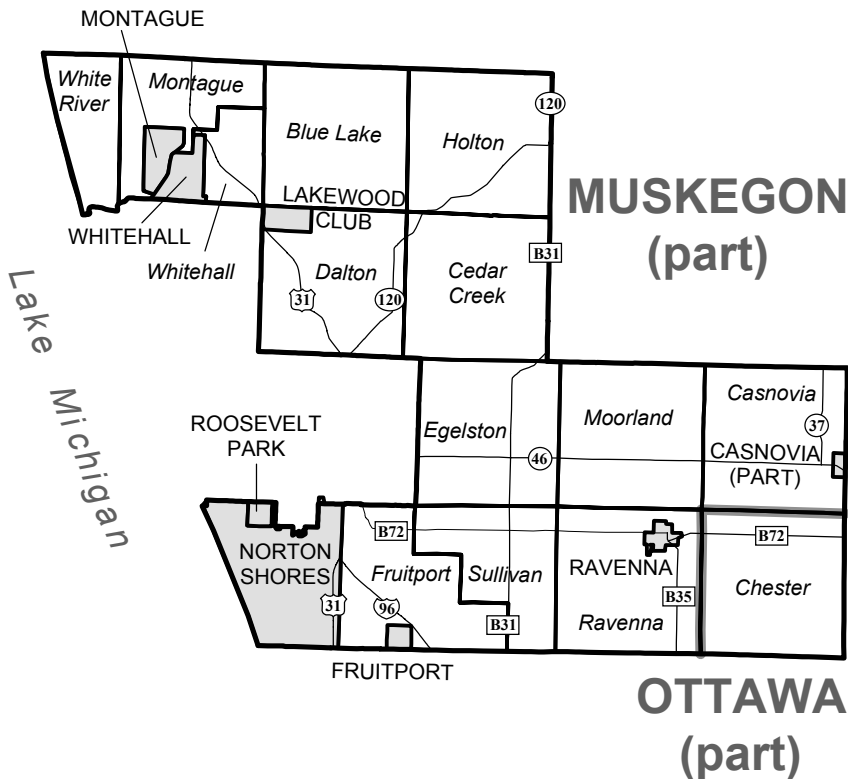 MONTAGUE
White
River
Montague
Blue Lake
Holton
120
MUSKEGON
(part)
LAKEWOOD
CLUB
WHITEHALL
Whitehall
Dalton
31
120
Cedar
Creek
B31
Lake Michigan
ROOSEVELT
PARK
Egelston
Moorland
Casnovia
37
46
CASNOVIA
(PART)
NORTON
SHORES
B72
Fruitport
Sullivan
RAVENNA
B72
Chester
31
96
B31
Ravenna
B35
FRUITPORT
OTTAWA
(part)